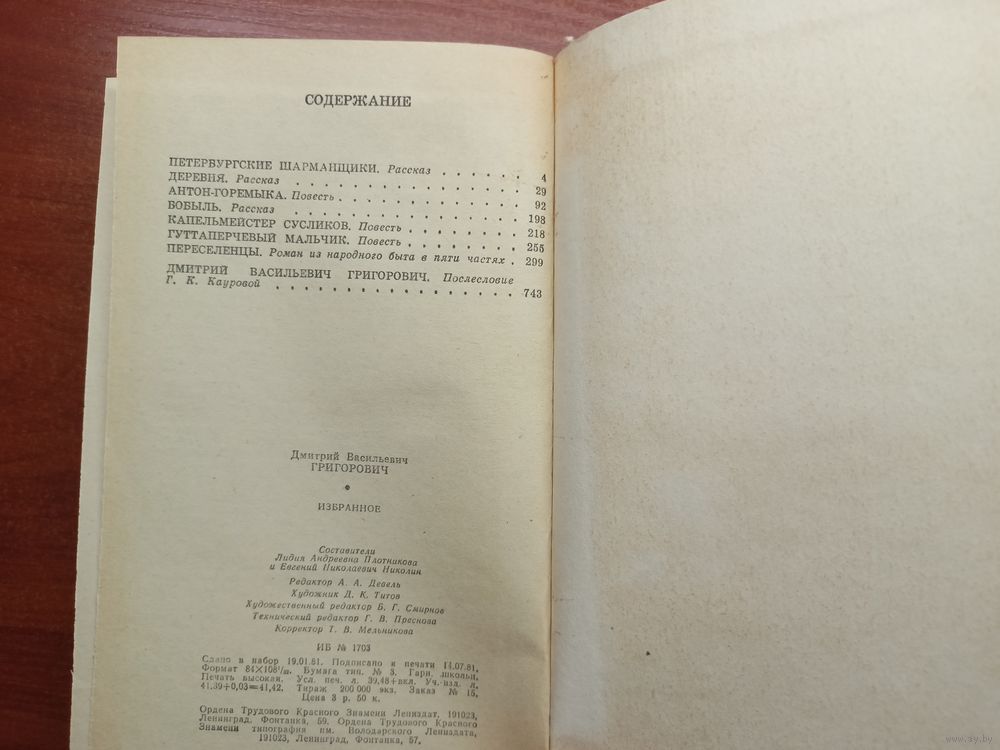 СОДЕРЖАНИЕ
ПЕТЕРБУРГСКИЕ ШАРМАНЩИКИ. Рассказ . . . . . . 4
ДЕРЕВНЯ. Рассказ . . . . . . . . . . . . . . . 29
АНТОН-ГОРЕМЫКА. Повесть . . . . . . . . . . . . 92
БОБЫЛЬ. Рассказ . . . . . . . . . . . . . . . 198
КАПЕЛЬМЕЙСТЕР СУСЛИКОВ. Повесть . . . . . . . . 218
ГУТТАПЕРЧЕВЫЙ МАЛЬЧИК. Повесть . . . . . . . . 255
ПЕРЕСЕЛЕНЦЫ. Роман из народного быта в пяти частях . 299
ДМИТРИЙ ВАСИЛЬЕВИЧ ГРИГОРОВИЧ. Послесловие
Г. К. Кауровой . . . . . . . . . . . . . . . . 743
Дмитрий Васильевич
ГРИГОРОВИЧ
ИЗБРАННОЕ
Составители
Лидия Андреевна Плотникова
и Евгений Николаевич Николин
Редактор А. А. Девель
Художник Д. К. Титов
Художественный редактор Б. Г. Смирнов
Технический редактор Г. В. Преснова
Корректор Т. В. Мельникова
ИБ № 1703
Сдано в набор 19.01.81. Подписано к печати 14.07.81.
Формат 84×108¹/₃₂. Бумага тип. № 3. Гарн. школьн.
Печать высокая. Усл. печ. л. 39,48+вкл. Уч.-изд. л.
41,39+0,03=41,42. Тираж 200 000 экз. Заказ № 15.
Цена 3 р. 50 к.
Ордена Трудового Красного Знамени Лениздат, 191023,
Ленинград, Фонтанка, 59. Ордена Трудового Красного
Знамени типография им. Володарского Лениздата,
191023, Ленинград, Фонтанка, 57.
www.ay.by